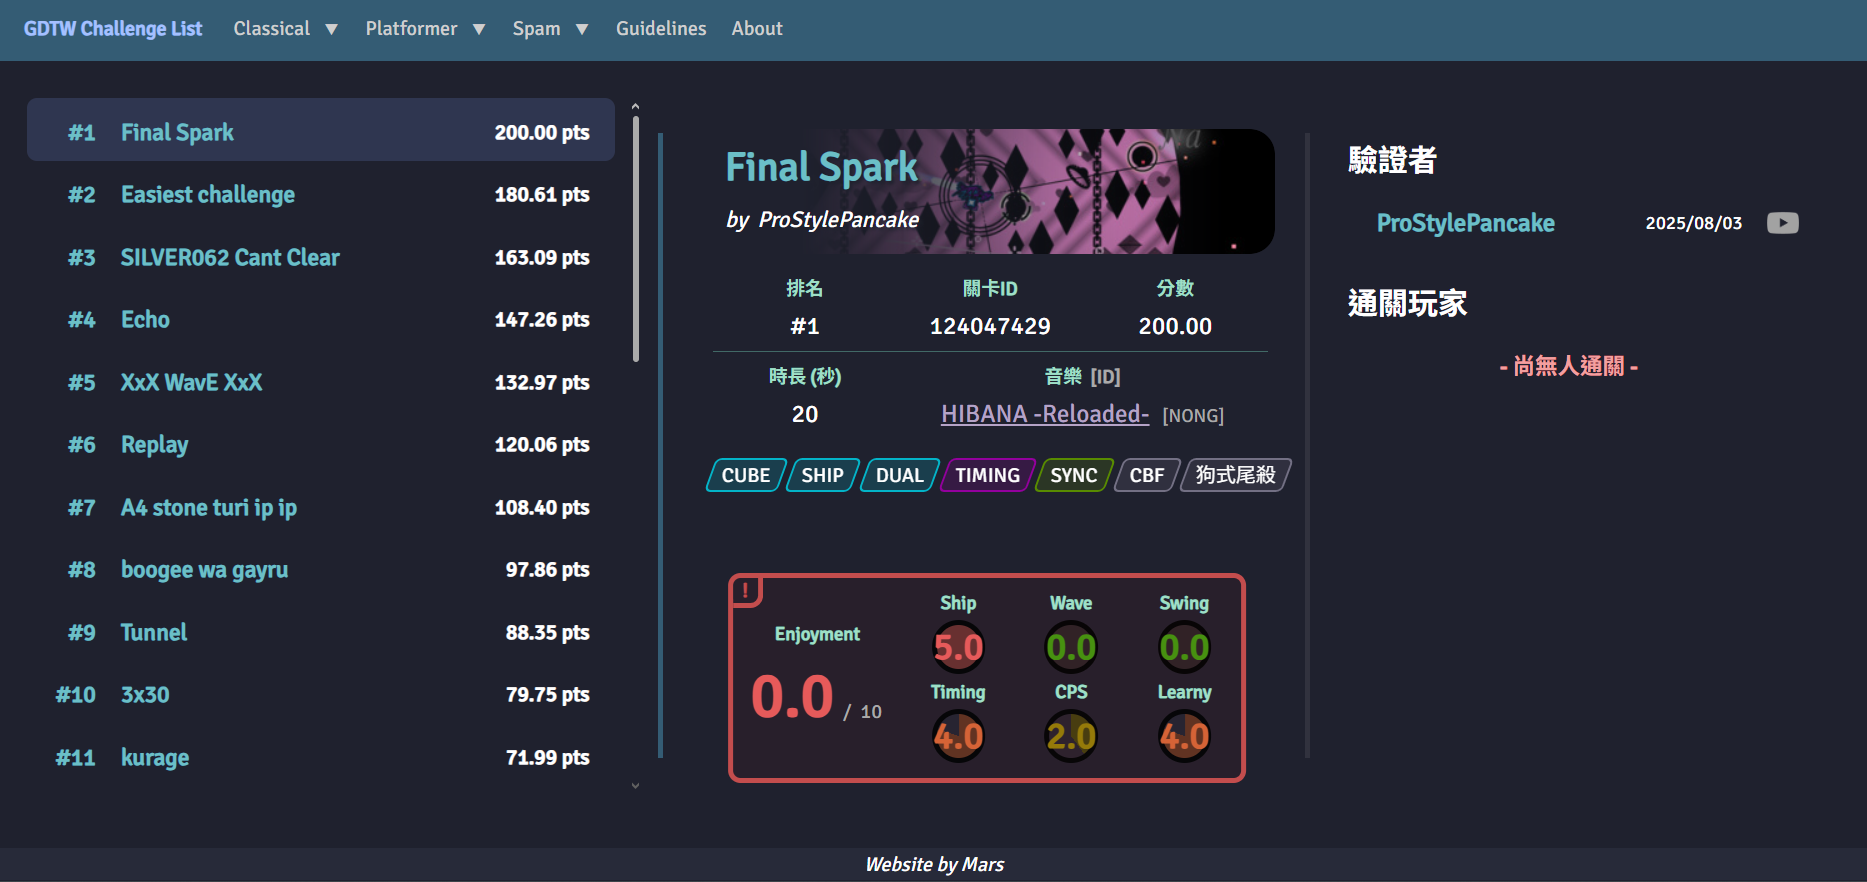 GDTW Challenge List Classical ▼ Platformer ▼ Spam ▼ Guidelines About
#1 Final Spark 200.00 pts
#2 Easiest challenge 180.61 pts
#3 SILVER062 Cant Clear 163.09 pts
#4 Echo 147.26 pts
#5 XxX WavE XxX 132.97 pts
#6 Replay 120.06 pts
#7 A4 stone turi ip ip 108.40 pts
#8 boogee wa gayru 97.86 pts
#9 Tunnel 88.35 pts
#10 3x30 79.75 pts
#11 kurage 71.99 pts
Final Spark
by ProStylePancake
排名 關卡ID 分數
#1 124047429 200.00
時長 (秒) 音樂 [ID]
20 HIBANA -Reloaded- [NONG]
CUBE SHIP DUAL TIMING SYNC CBF 狗式尾殺
!
Enjoyment
0.0 / 10
Ship Wave Swing
5.0 0.0 0.0
Timing CPS Learny
4.0 2.0 4.0
驗證者
ProStylePancake 2025/08/03
通關玩家
- 尚無人通關 -
Website by Mars